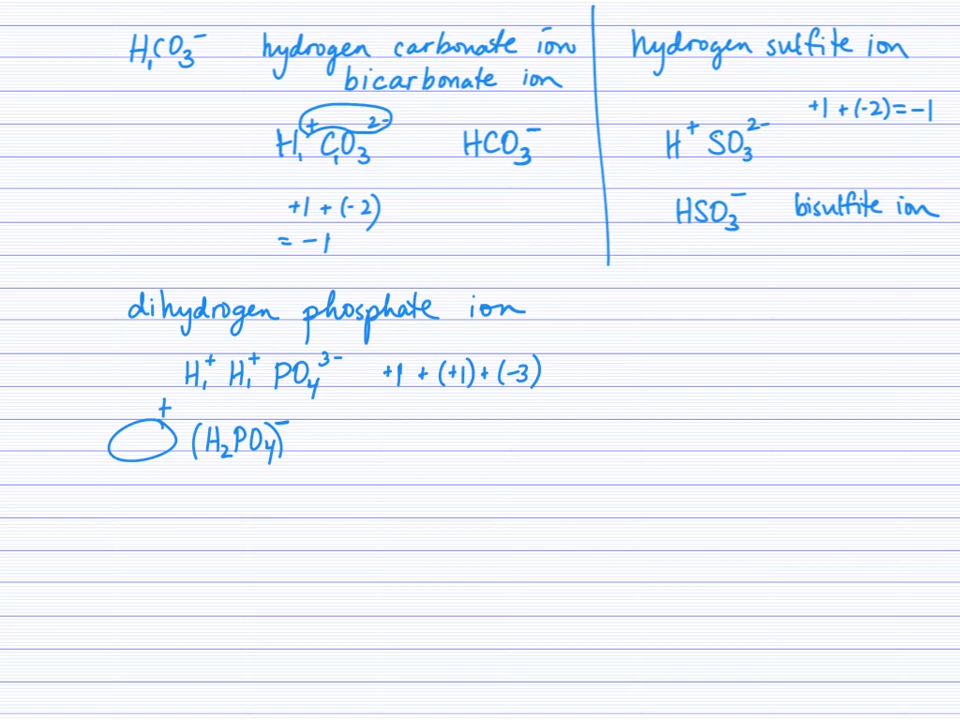 H₁CO₃⁻ hydrogen carbonate ion
bicarbonate ion
H₁⁺ C₁O₃²⁻ HCO₃⁻
+1 + (-2)
= -1
hydrogen sulfite ion
+1 + (-2) = -1
H⁺ SO₃²⁻
HSO₃⁻ bisulfite ion
dihydrogen phosphate ion
H₁⁺ H₁⁺ PO₄³⁻ +1 + (+1) + (-3)
+ (H₂PO₄)⁻